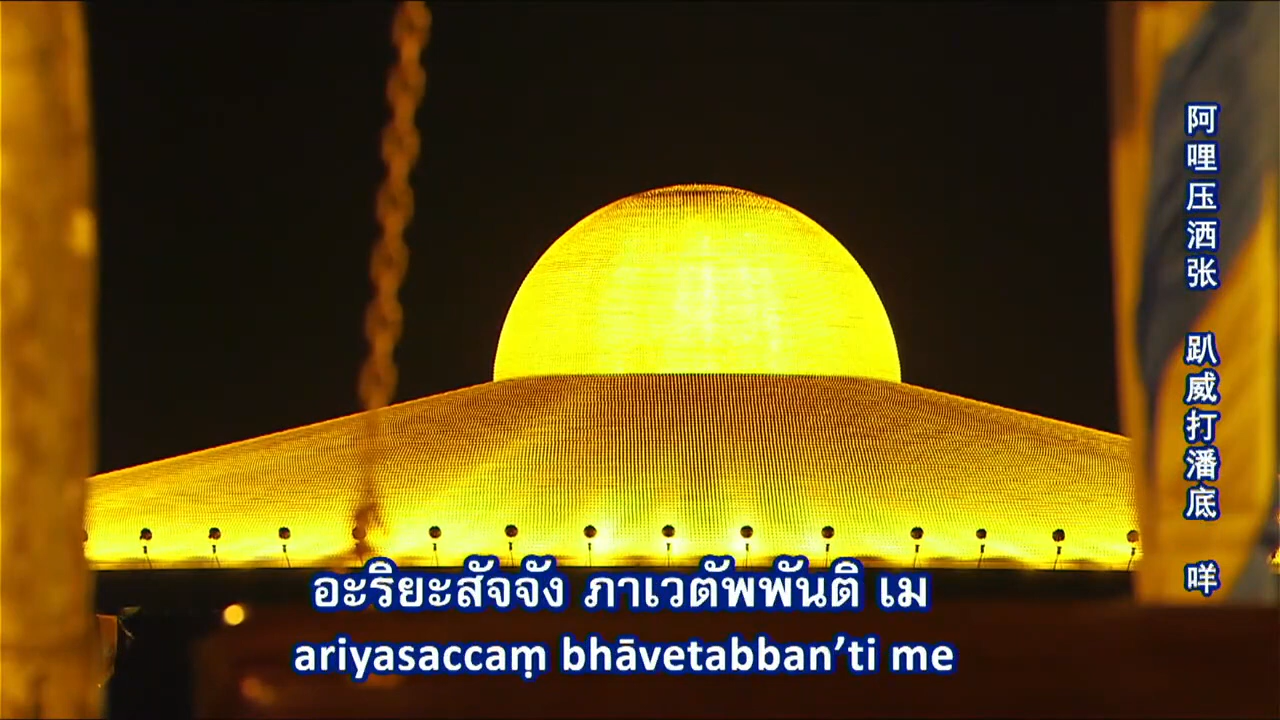 อะริยะสัจจัง ภาเวตัพพันติ เม
ariyasaccaṃ bhāvetabban’ti me
阿哩压洒张 趴威打潘底 咩